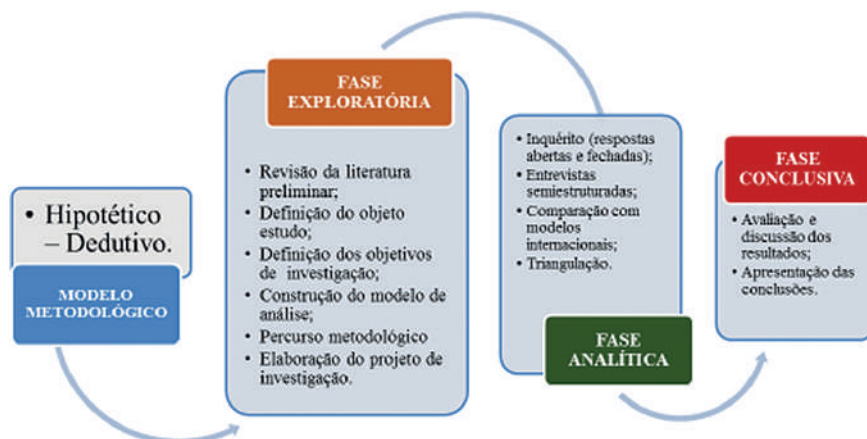 • Hipotético
– Dedutivo.
MODELO
METODOLÓGICO
FASE
EXPLORATÓRIA
• Revisão da literatura
preliminar;
• Definição do objeto
estudo;
• Definição dos objetivos
de investigação;
• Construção do modelo de
análise;
• Percurso metodológico
• Elaboração do projeto de
investigação.
• Inquérito (respostas
abertas e fechadas);
• Entrevistas
semiestruturadas;
• Comparação com
modelos
internacionais;
• Triangulação.
FASE
ANALÍTICA
FASE
CONCLUSIVA
• Avaliação e
discussão dos
resultados;
• Apresentação das
conclusões.